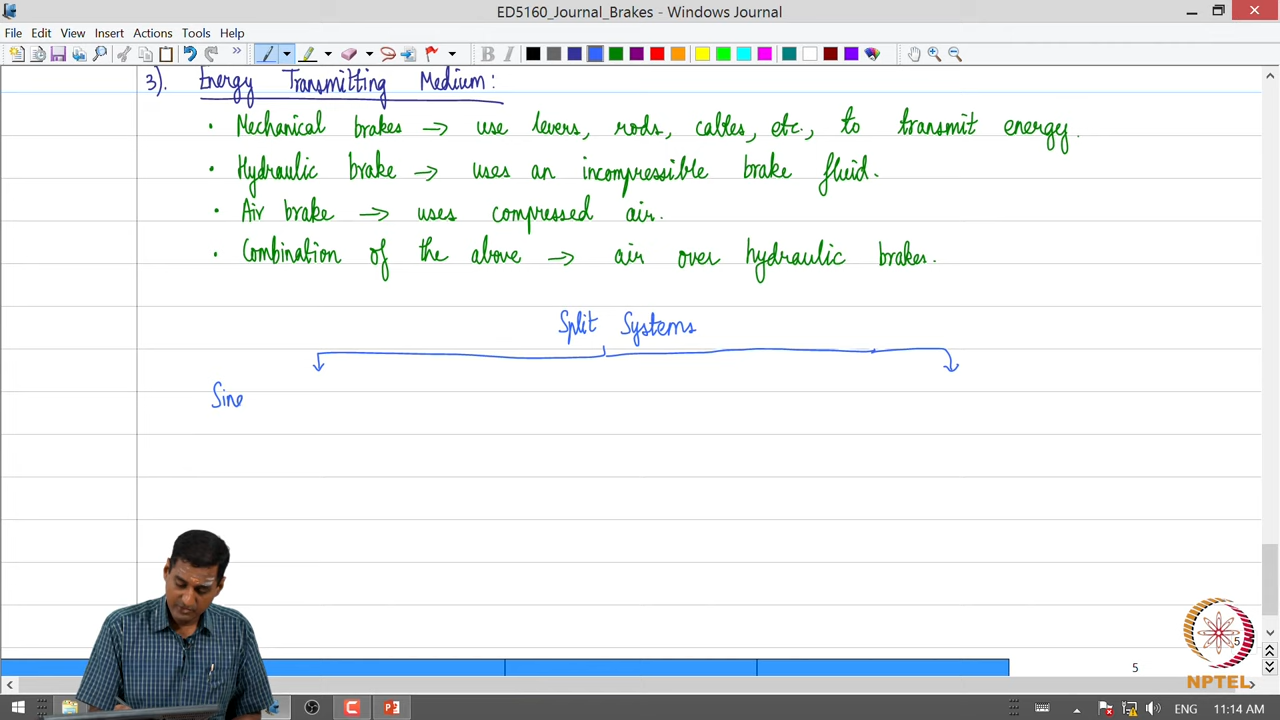 ED5160_Journal_Brakes - Windows Journal
File Edit View Insert Actions Tools Help
3). Energy Transmitting Medium:
· Mechanical brakes → use levers, rods, cables, etc., to transmit energy.
· Hydraulic brake → uses an incompressible brake fluid.
· Air brake → uses compressed air.
· Combination of the above → air over hydraulic brakes.
Split Systems
Sine
5
5
NPTEL
ENG 11:14 AM